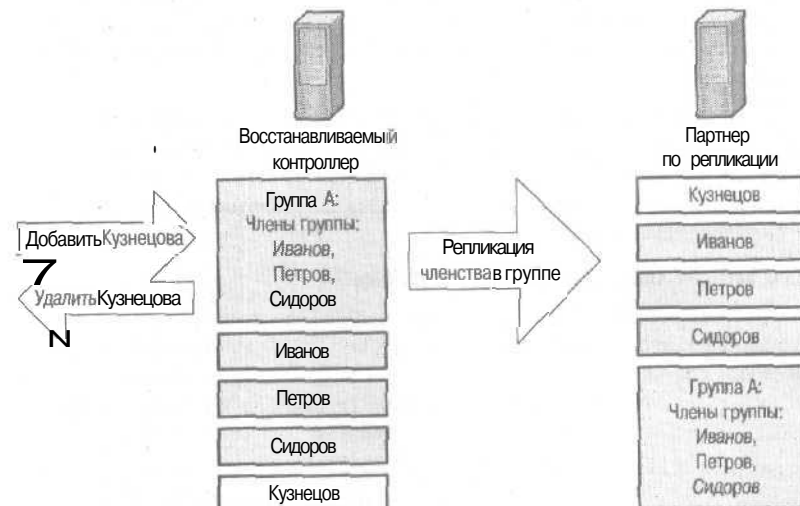 Восстанавливаемый
контроллер
Группа А:
Члены группы:
Иванов,
Петров,
Сидоров
Иванов
Петров
Сидоров
Кузнецов
Добавить Кузнецова
7
Удалить Кузнецова
N
Репликация
членства в группе
Партнер
по репликации
Кузнецов
Иванов
Петров
Сидоров
Группа А:
Члены группы:
Иванов,
Петров,
Сидоров